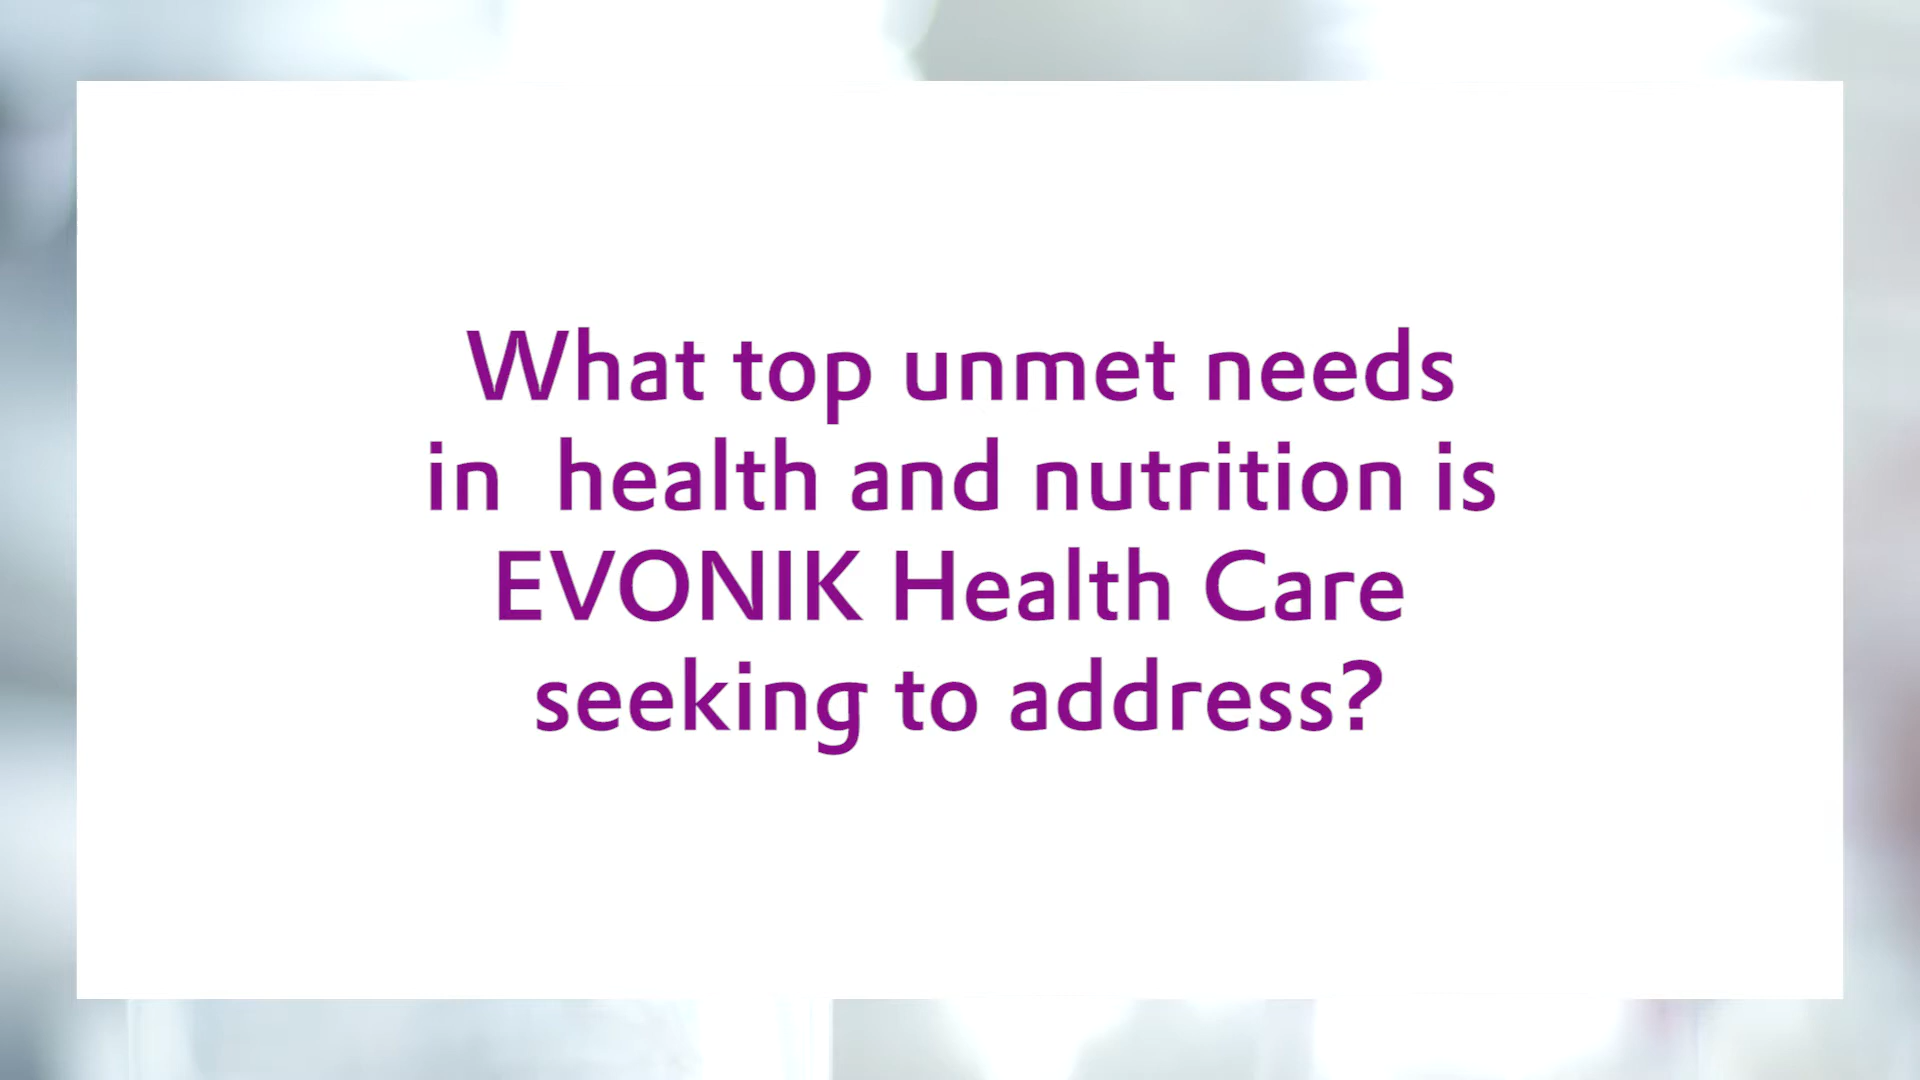 What top unmet needs
in  health and nutrition is
EVONIK Health Care
seeking to address?